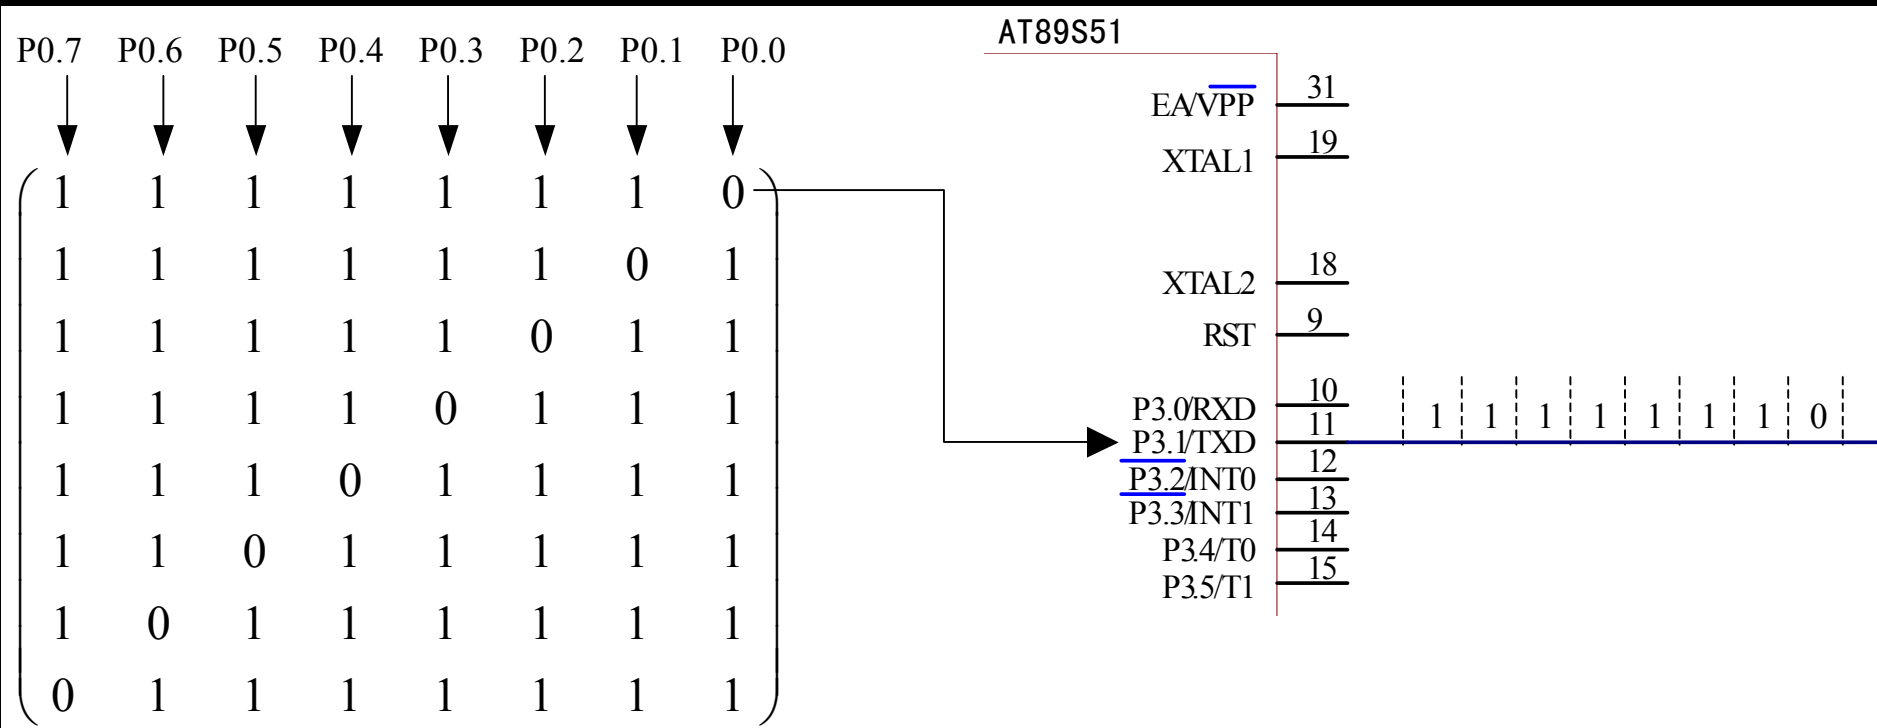 P0.7 P0.6 P0.5 P0.4 P0.3 P0.2 P0.1 P0.0
1 1 1 1 1 1 1 0
1 1 1 1 1 1 0 1
1 1 1 1 1 0 1 1
1 1 1 1 0 1 1 1
1 1 1 0 1 1 1 1
1 1 0 1 1 1 1 1
1 0 1 1 1 1 1 1
0 1 1 1 1 1 1 1
AT89S51
EA/VPP 31
XTAL1 19
XTAL2 18
RST 9
P3.0/RXD 10
P3.1/TXD 11
1 1 1 1 1 1 1 0
P3.2/INT0 12
P3.3/INT1 13
P3.4/T0 14
P3.5/T1 15